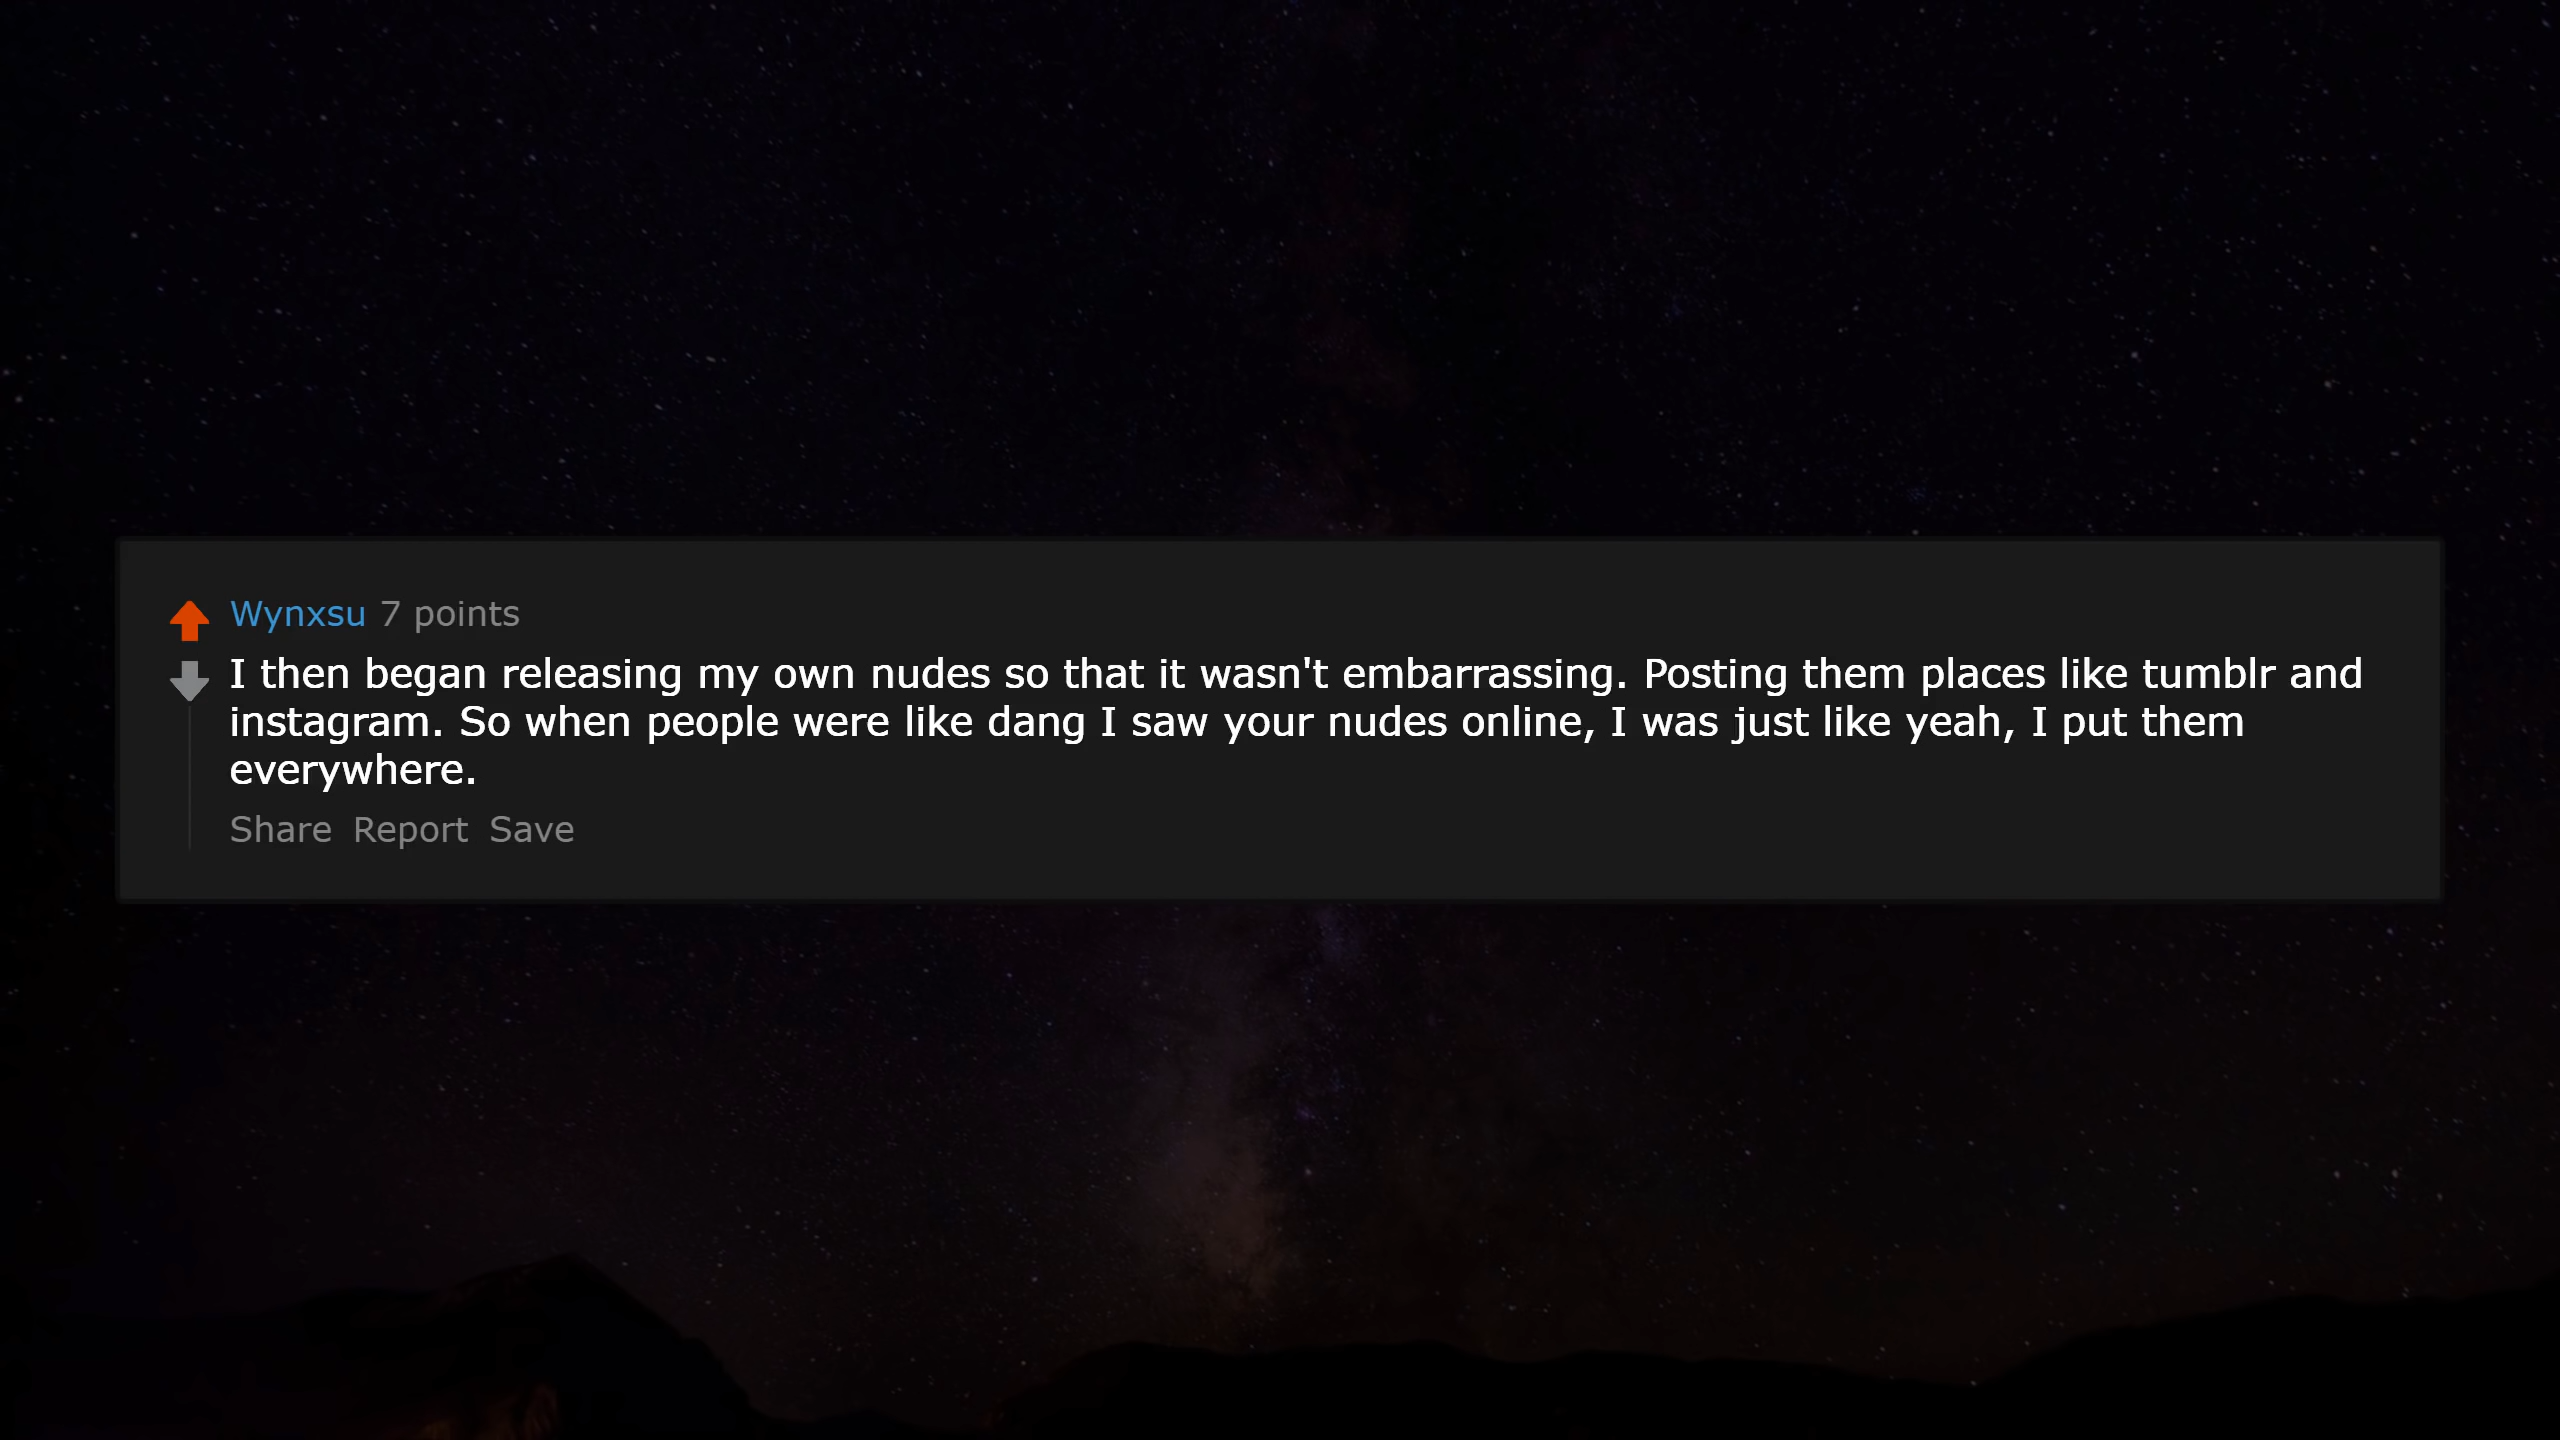 Wynxsu 7 points
I then began releasing my own nudes so that it wasn't embarrassing. Posting them places like tumblr and
instagram. So when people were like dang I saw your nudes online, I was just like yeah, I put them
everywhere.
Share Report Save